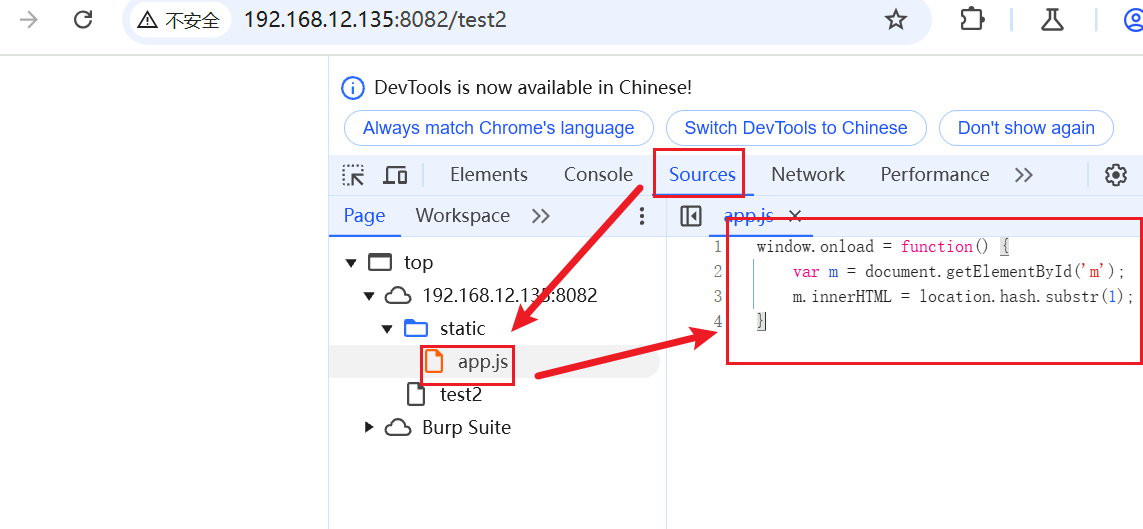 不安全 192.168.12.135:8082/test2
DevTools is now available in Chinese!
Always match Chrome's language Switch DevTools to Chinese Don't show again
Elements Console Sources Network Performance
Page Workspace app.js
top
192.168.12.135:8082
static
app.js
test2
Burp Suite
1 window.onload = function() {
2 var m = document.getElementById('m');
3 m.innerHTML = location.hash.substr(1);
4 }